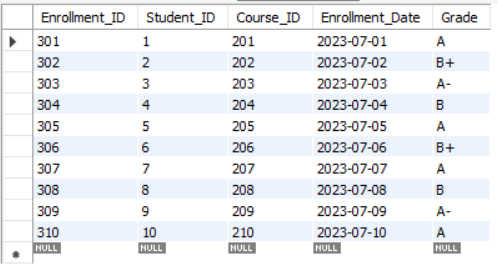 Enrollment_ID Student_ID Course_ID Enrollment_Date Grade
301 1 201 2023-07-01 A
302 2 202 2023-07-02 B+
303 3 203 2023-07-03 A-
304 4 204 2023-07-04 B
305 5 205 2023-07-05 A
306 6 206 2023-07-06 B+
307 7 207 2023-07-07 A
308 8 208 2023-07-08 B
309 9 209 2023-07-09 A-
310 10 210 2023-07-10 A
NULL NULL NULL NULL NULL